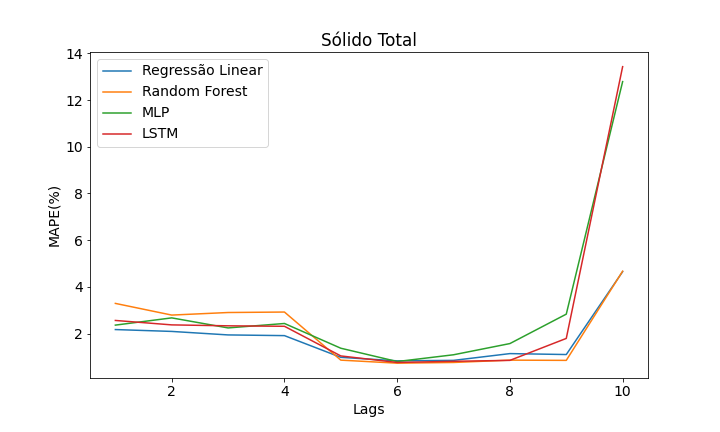 Sólido Total
14
12
10
8
6
4
2
MAPE(%)
Regressão Linear
Random Forest
MLP
LSTM
2
4
6
8
10
Lags